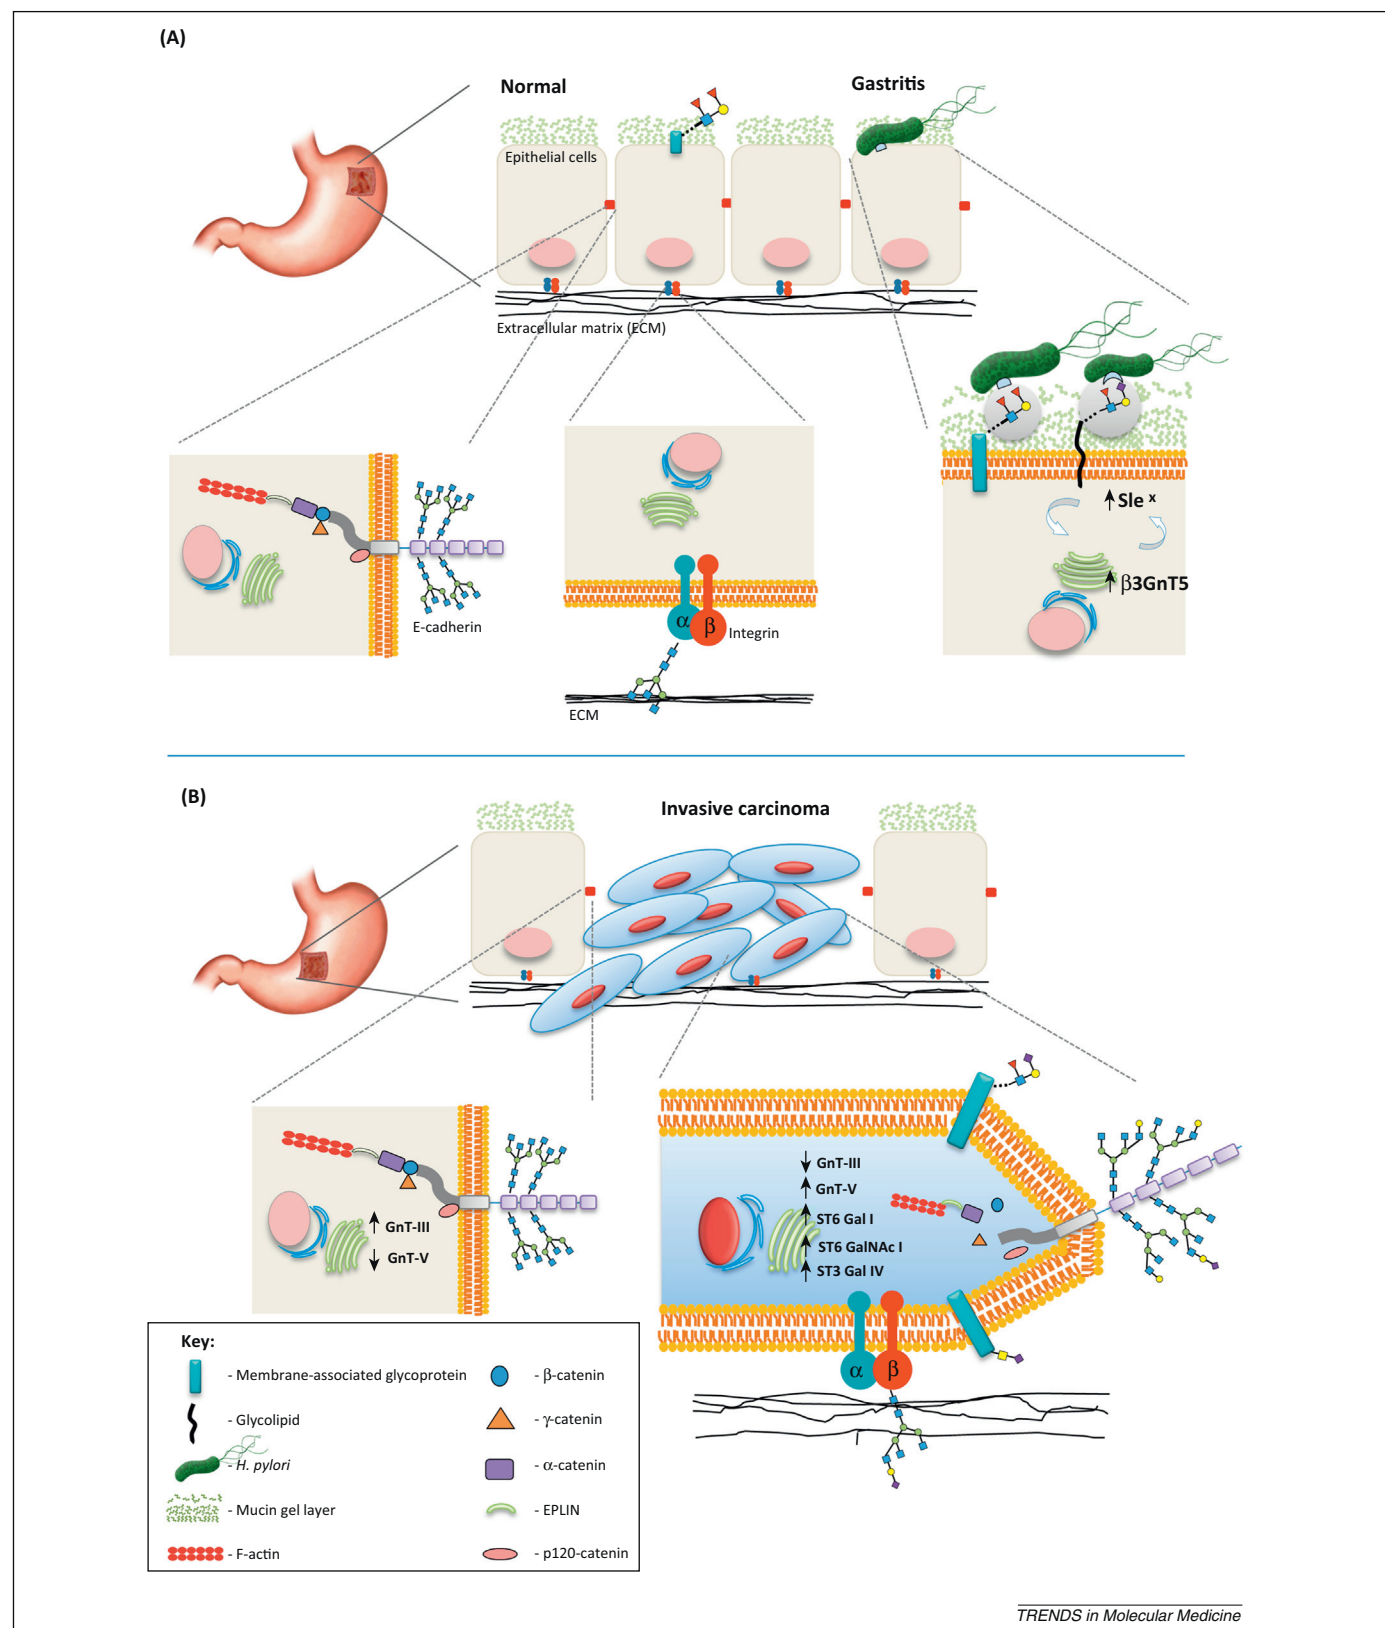 (A)
Normal
Gastritis
Epithelial cells
Extracellular matrix (ECM)
E-cadherin
α
β
Integrin
ECM
↑ Sle x
↑ β3GnT5
(B)
Invasive carcinoma
↑ GnT-III
↓ GnT-V
↓ GnT-III
↑ GnT-V
↑ ST6 Gal I
↑ ST6 GalNAc I
↑ ST3 Gal IV
α
β
Key:
- Membrane-associated glycoprotein
- Glycolipid
- H. pylori
- Mucin gel layer
- F-actin
- β-catenin
- γ-catenin
- α-catenin
- EPLIN
- p120-catenin
TRENDS in Molecular Medicine